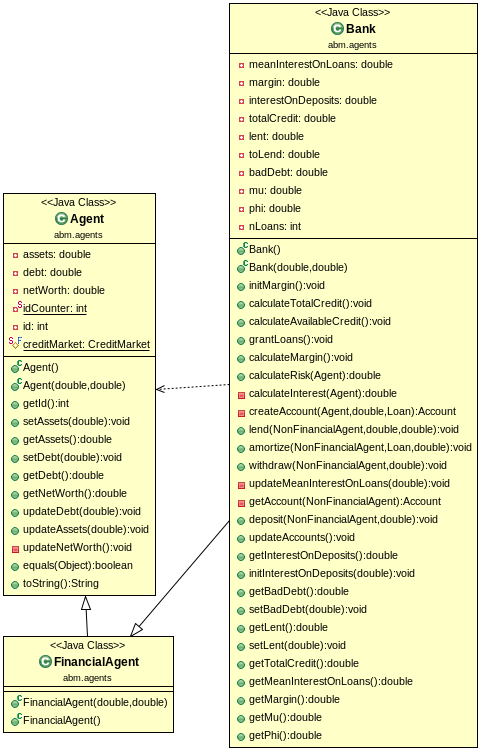 <<Java Class>>
Bank
abm.agents
meanInterestOnLoans: double
margin: double
interestOnDeposits: double
totalCredit: double
lent: double
toLend: double
badDebt: double
mu: double
phi: double
nLoans: int
Bank()
Bank(double,double)
initMargin():void
calculateTotalCredit():void
calculateAvailableCredit():void
grantLoans():void
calculateMargin():void
calculateRisk(Agent):double
calculateInterest(Agent):double
createAccount(Agent,double,Loan):Account
lend(NonFinancialAgent,double,double):void
amortize(NonFinancialAgent,Loan,double):void
withdraw(NonFinancialAgent,double):void
updateMeanInterestOnLoans(double):void
getAccount(NonFinancialAgent):Account
deposit(NonFinancialAgent,double):void
updateAccounts():void
getInterestOnDeposits():double
initInterestOnDeposits(double):void
getBadDebt():double
setBadDebt(double):void
getLent():double
setLent(double):void
getTotalCredit():double
getMeanInterestOnLoans():double
getMargin():double
getMu():double
getPhi():double
<<Java Class>>
Agent
abm.agents
assets: double
debt: double
netWorth: double
idCounter: int
id: int
creditMarket: CreditMarket
Agent()
Agent(double,double)
getId():int
setAssets(double):void
getAssets():double
setDebt(double):void
getDebt():double
getNetWorth():double
updateDebt(double):void
updateAssets(double):void
updateNetWorth():void
equals(Object):boolean
toString():String
<<Java Class>>
FinancialAgent
abm.agents
FinancialAgent(double,double)
FinancialAgent()